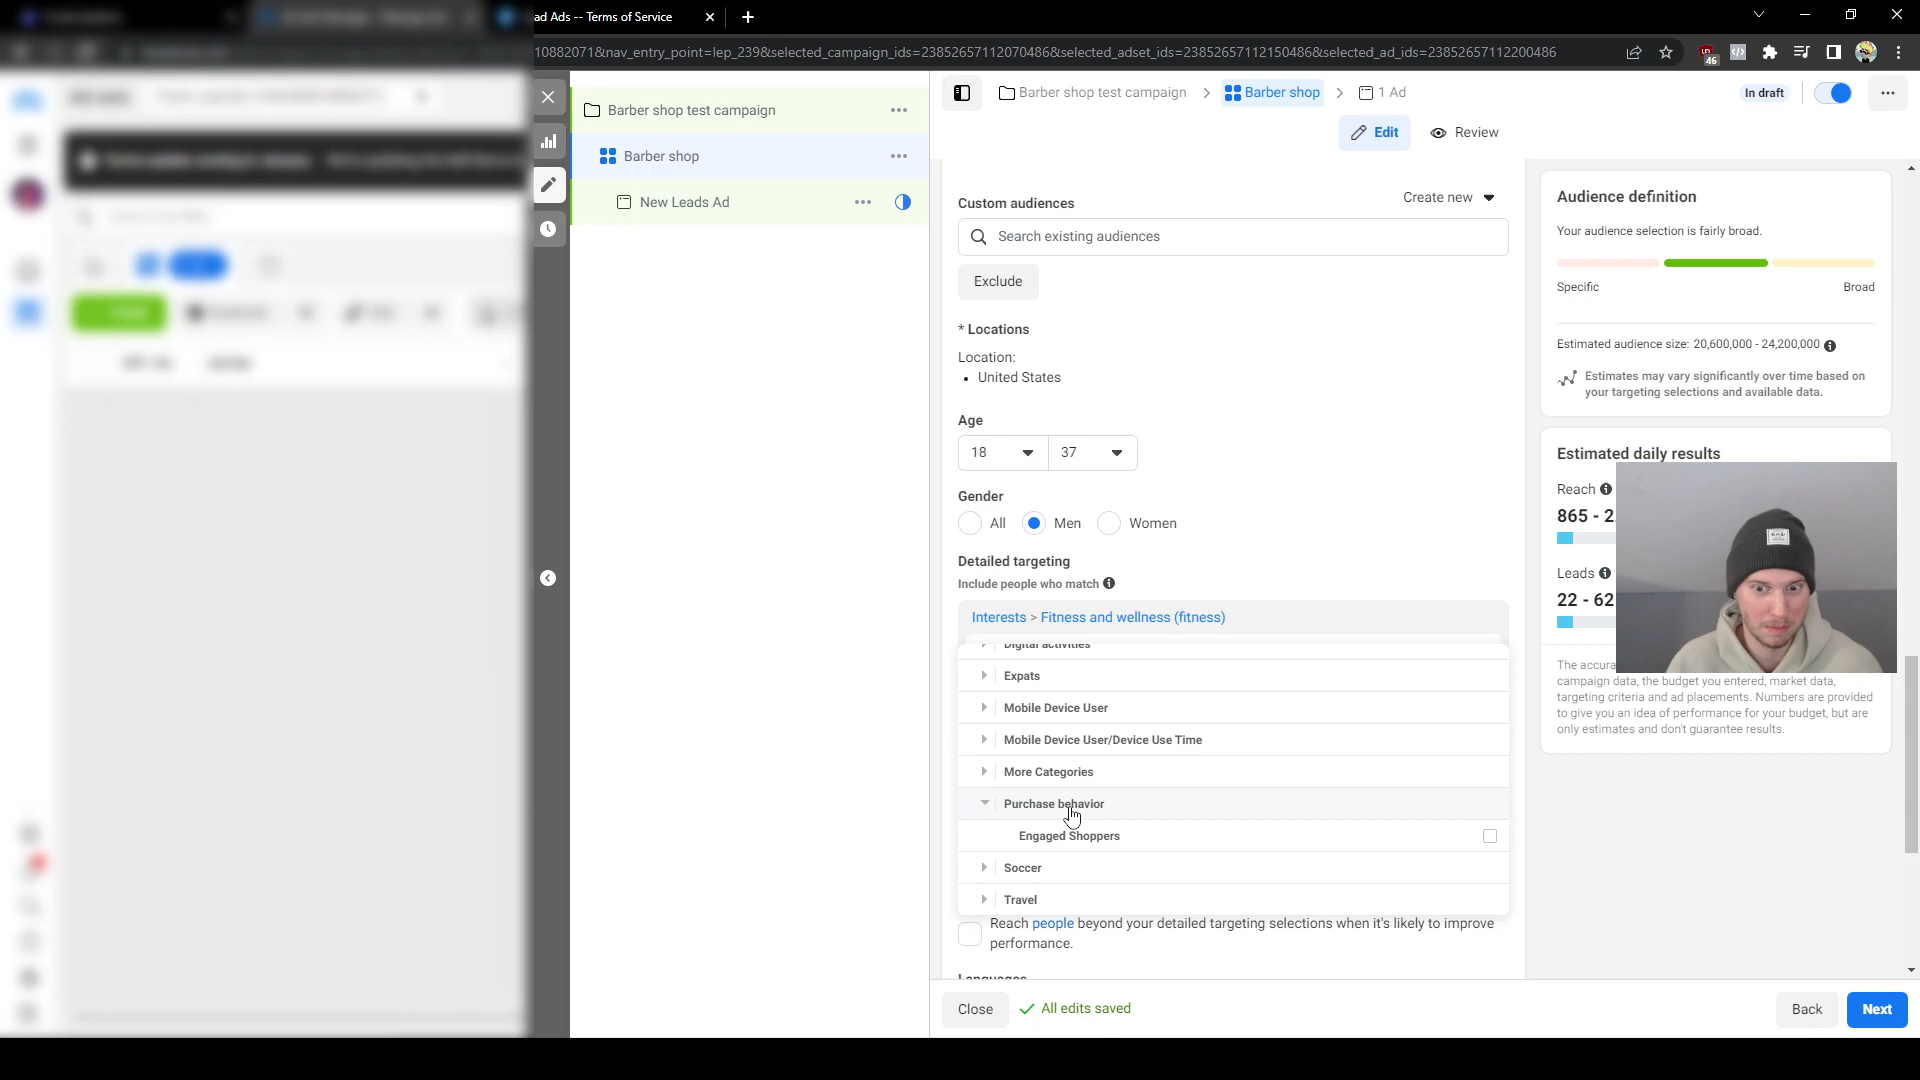 ad Ads -- Terms of Service
10882071&nav_entry_point=lep_239&selected_campaign_ids=23852657112070486&selected_adset_ids=23852657112150486&selected_ad_ids=23852657112200486
46
Barber shop test campaign
Barber shop
New Leads Ad
Barber shop test campaign
Barber shop
1 Ad
In draft
Edit
Review
Custom audiences
Create new
Search existing audiences
Exclude
* Locations
Location:
• United States
Age
18
37
Gender
All
Men
Women
Detailed targeting
Include people who match
Interests > Fitness and wellness (fitness)
Digital activities
Expats
Mobile Device User
Mobile Device User/Device Use Time
More Categories
Purchase behavior
Engaged Shoppers
Soccer
Travel
Reach people beyond your detailed targeting selections when it's likely to improve
performance.
Languages
Close
All edits saved
Back
Next
Audience definition
Your audience selection is fairly broad.
Specific
Broad
Estimated audience size: 20,600,000 - 24,200,000
Estimates may vary significantly over time based on
your targeting selections and available data.
Estimated daily results
Reach
865 - 2
Leads
22 - 62
The accura
campaign data, the budget you entered, market data,
targeting criteria and ad placements. Numbers are provided
to give you an idea of performance for your budget, but are
only estimates and don't guarantee results.